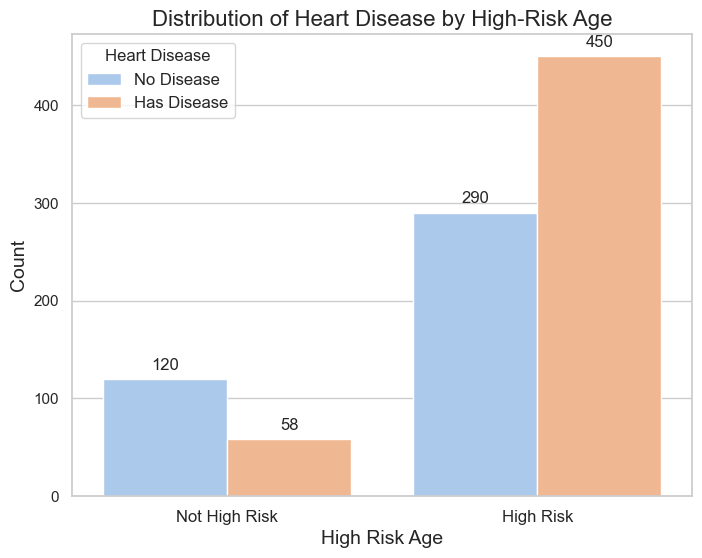 Distribution of Heart Disease by High-Risk Age
Heart Disease
No Disease
Has Disease
Count
400
300
200
100
0
120
58
290
450
Not High Risk
High Risk
High Risk Age